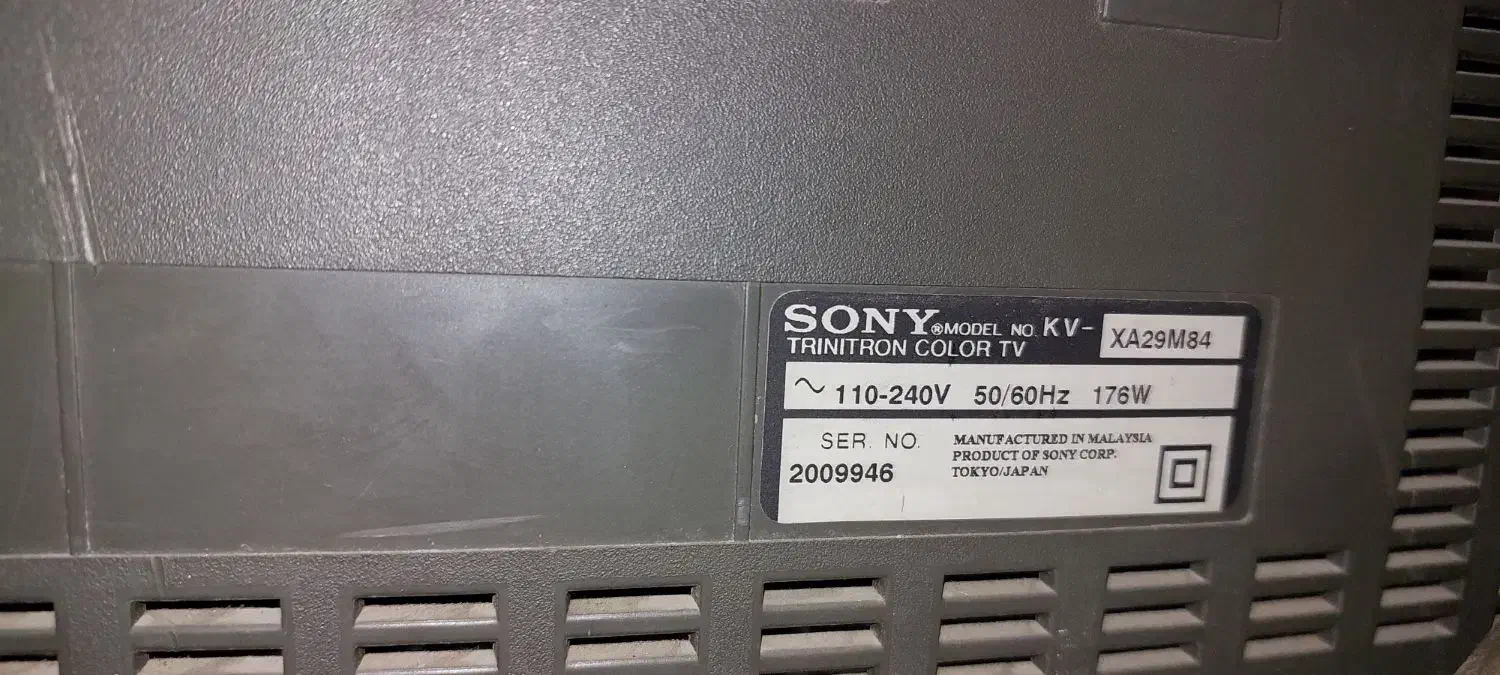 SONY® MODEL NO. KV- XA29M84
TRINITRON COLOR TV
~ 110-240V 50/60Hz 176W
SER. NO.
2009946
MANUFACTURED IN MALAYSIA
PRODUCT OF SONY CORP.
TOKYO/JAPAN